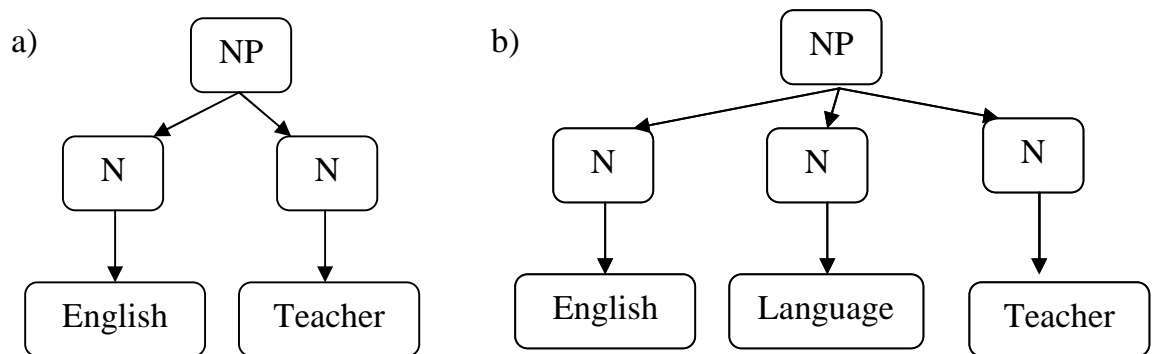 a)
NP
N N
English Teacher
b)
NP
N N N
English Language Teacher